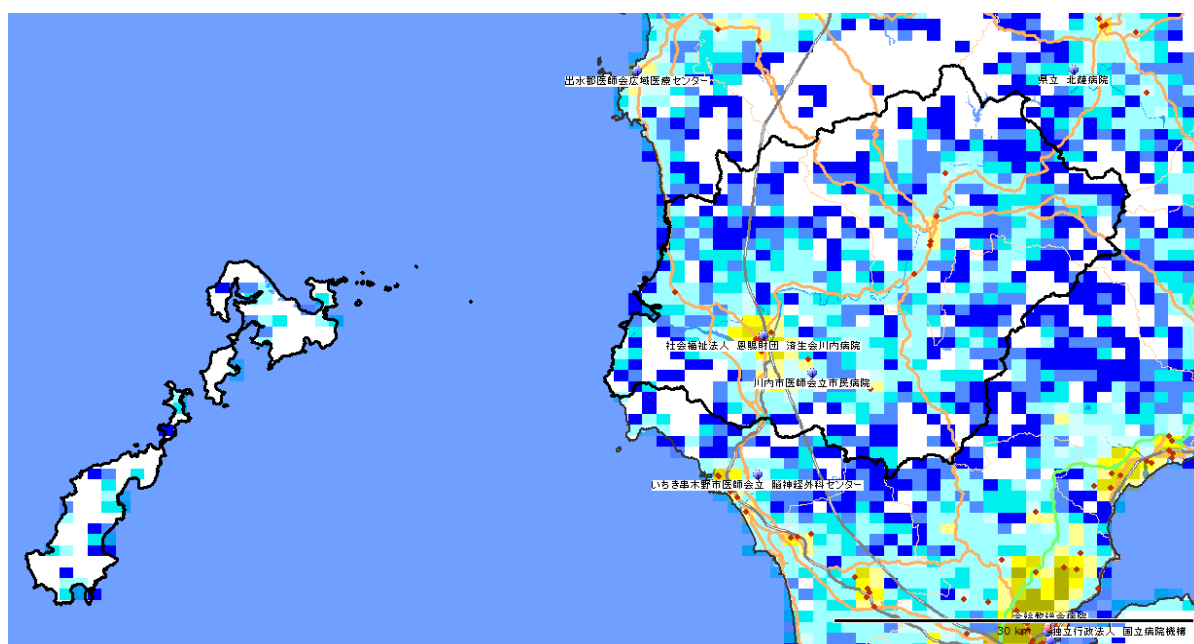 出水郡医師会広域医療センター
県立 北薩病院
社会福祉法人 恩賜財団 済生会川内病院
川内市医師会立市民病院
いちき串木野市医師会立 脳神経外科センター
30 km
独立行政法人 国立病院機構